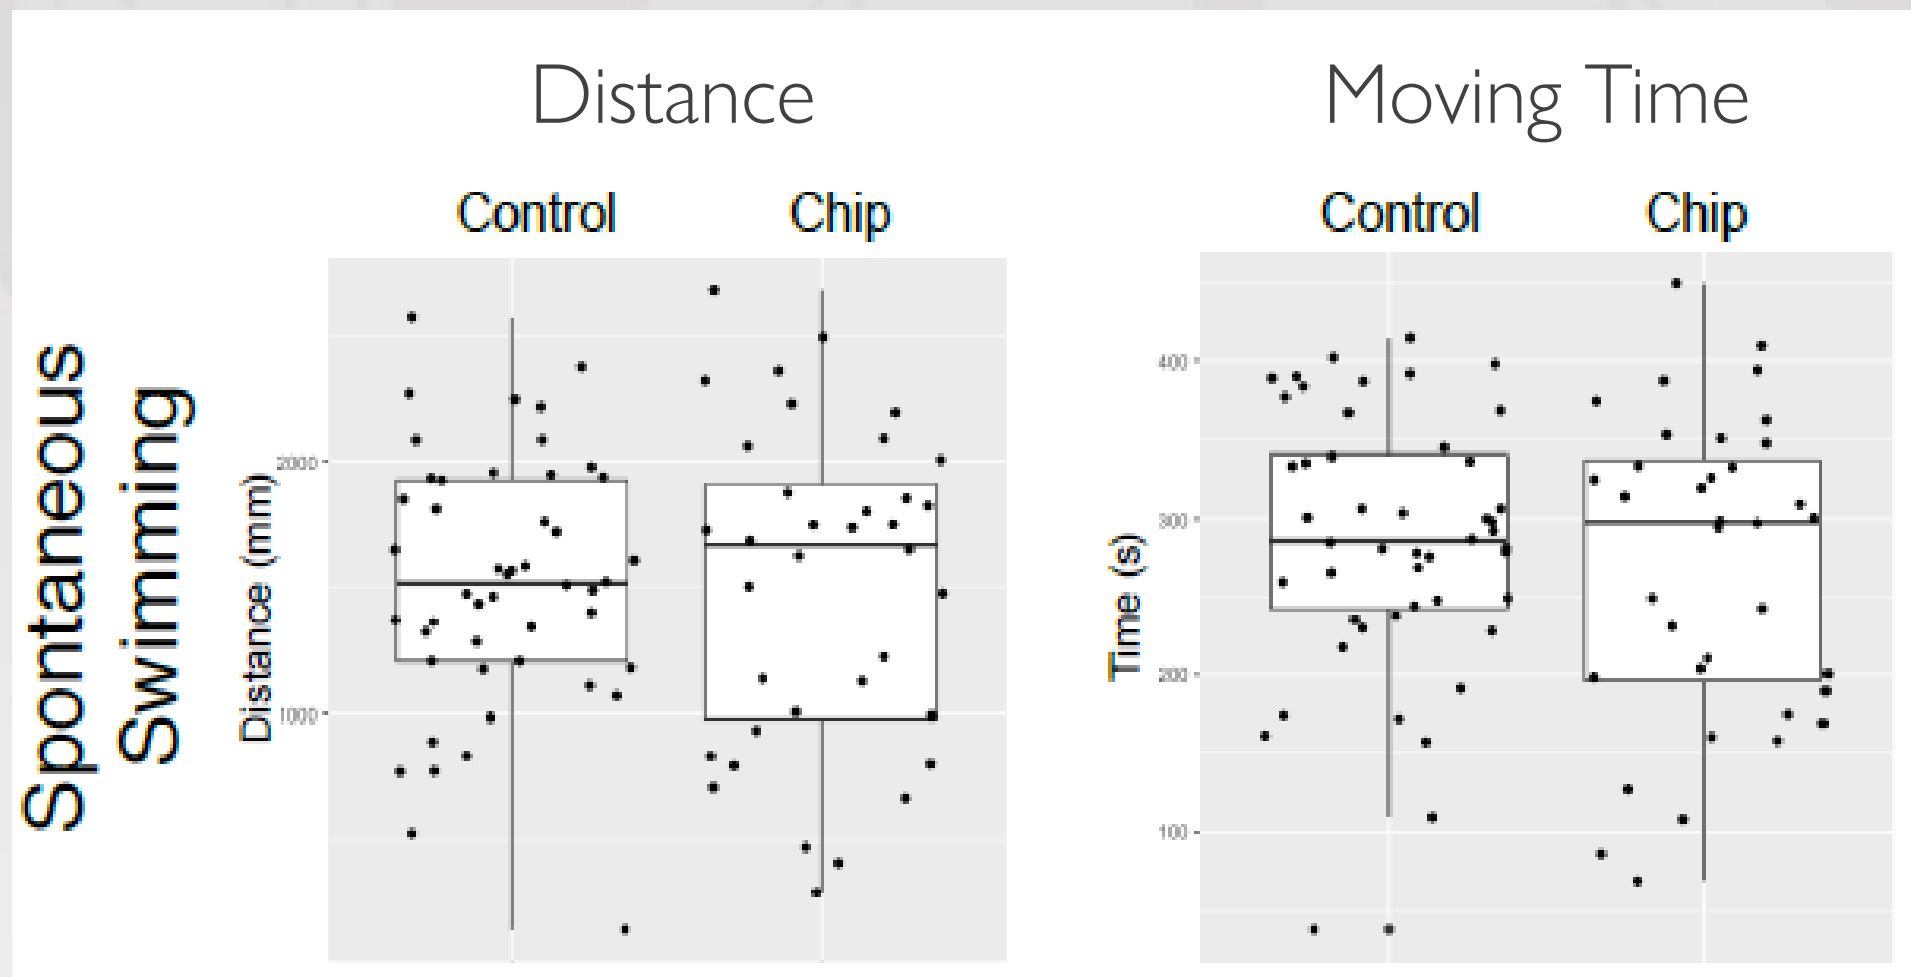 Distance
Moving Time
Control
Chip
Control
Chip
Spontaneous
Swimming
Distance (mm)
2000
1000
Time (s)
400
300
200
100